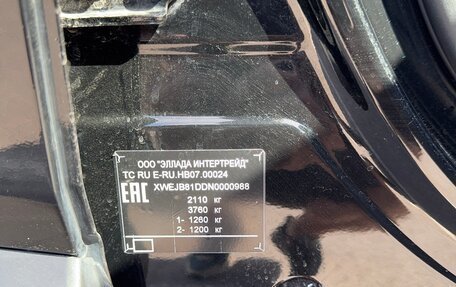 ООО "ЭЛЛАДА ИНТЕРТРЕЙД"
ТС RU E-RU.HB07.00024
EAC XWEJB81DDN0000988
2110 кг
3760 кг
1- 1260 кг
2- 1200 кг